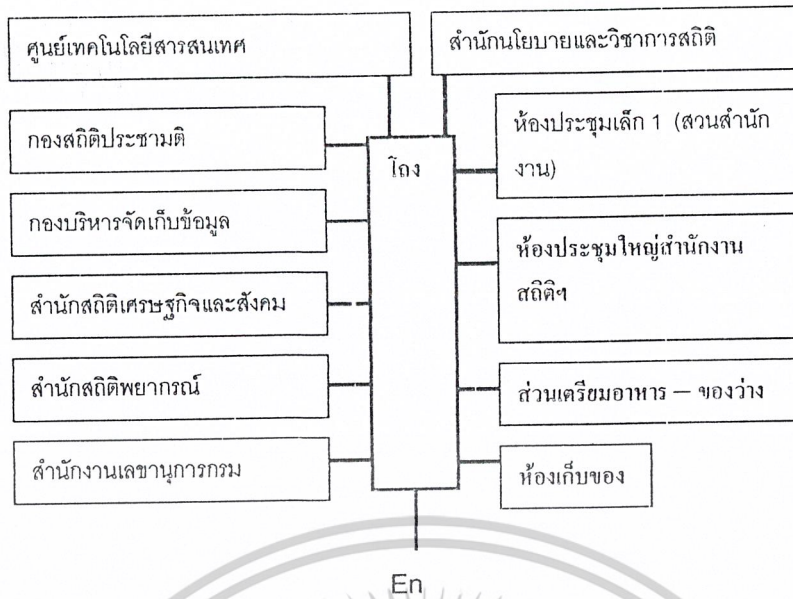 ศูนย์เทคโนโลยีสารสนเทศ
สำนักนโยบายและวิชาการสถิติ
กองสถิติประชามติ
ห้องประชุมเล็ก 1 (สวนสำนัก
งาน)
โถง
กองบริหารจัดเก็บข้อมูล
ห้องประชุมใหญ่สำนักงาน
สถิติฯ
สำนักสถิติเศรษฐกิจและสังคม
สำนักสถิติพยากรณ์
ส่วนเตรียมอาหาร – ของว่าง
สำนักงานเลขานุการกรม
ห้องเก็บของ
En